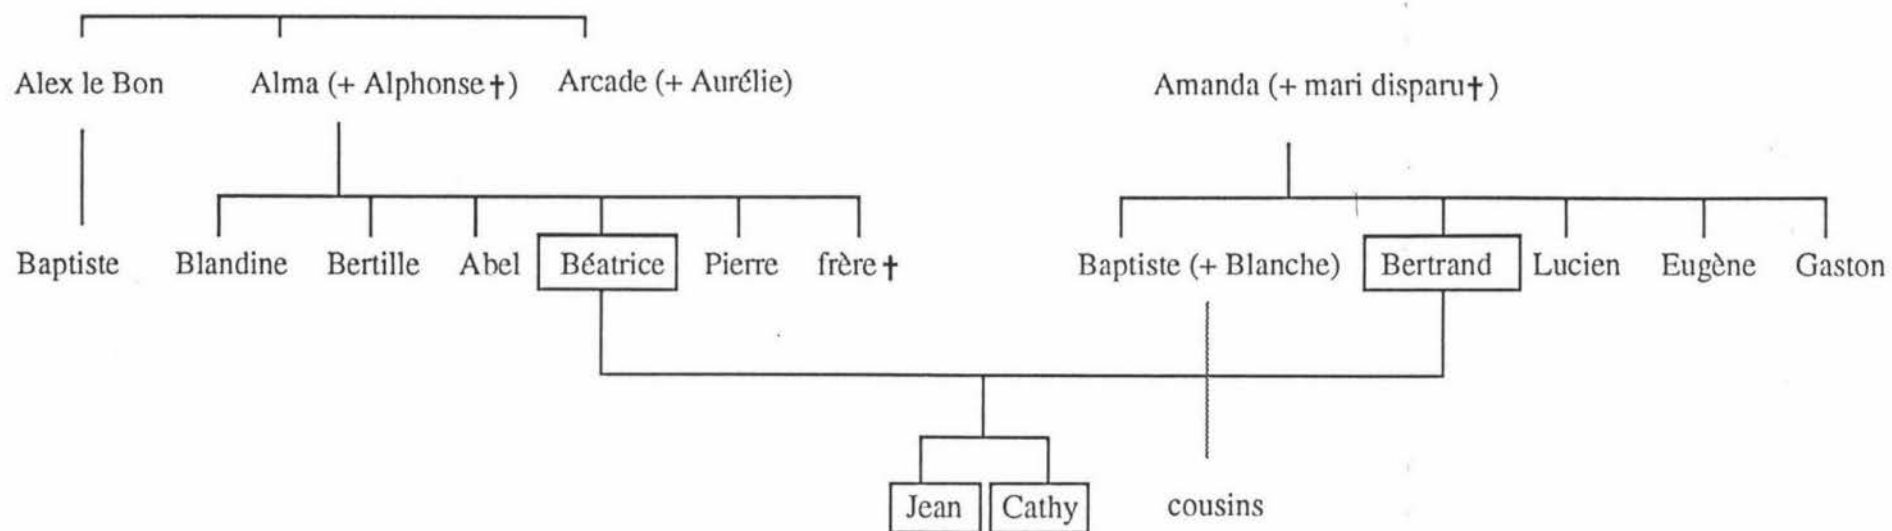 Alex le Bon Alma (+ Alphonse†) Arcade (+ Aurélie) Amanda (+ mari disparu†)
Baptiste Blandine Bertille Abel Béatrice Pierre frère† Baptiste (+ Blanche) Bertrand Lucien Eugène Gaston
Jean Cathy cousins